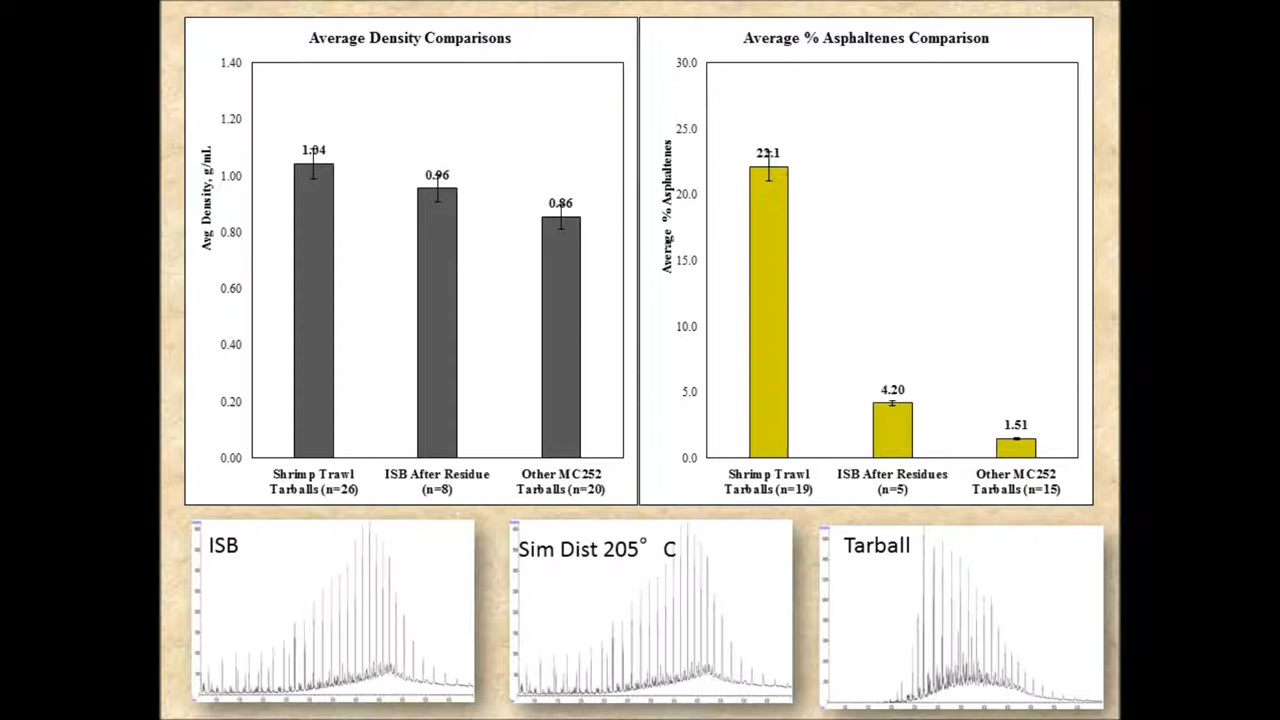 Average Density Comparisons
1.40
1.20
1.00
0.80
0.60
0.40
0.20
0.00
Avg Density, g/mL
1.04
0.96
0.86
Shrimp Trawl
Tarballs (n=26)
ISB After Residue
(n=8)
Other MC252
Tarballs (n=20)
Average % Asphaltenes Comparison
30.0
25.0
20.0
15.0
10.0
5.0
0.0
Average % Asphaltenes
22.1
4.20
1.51
Shrimp Trawl
Tarballs (n=19)
ISB After Residues
(n=5)
Other MC252
Tarballs (n=15)
ISB
Sim Dist 205° C
Tarball